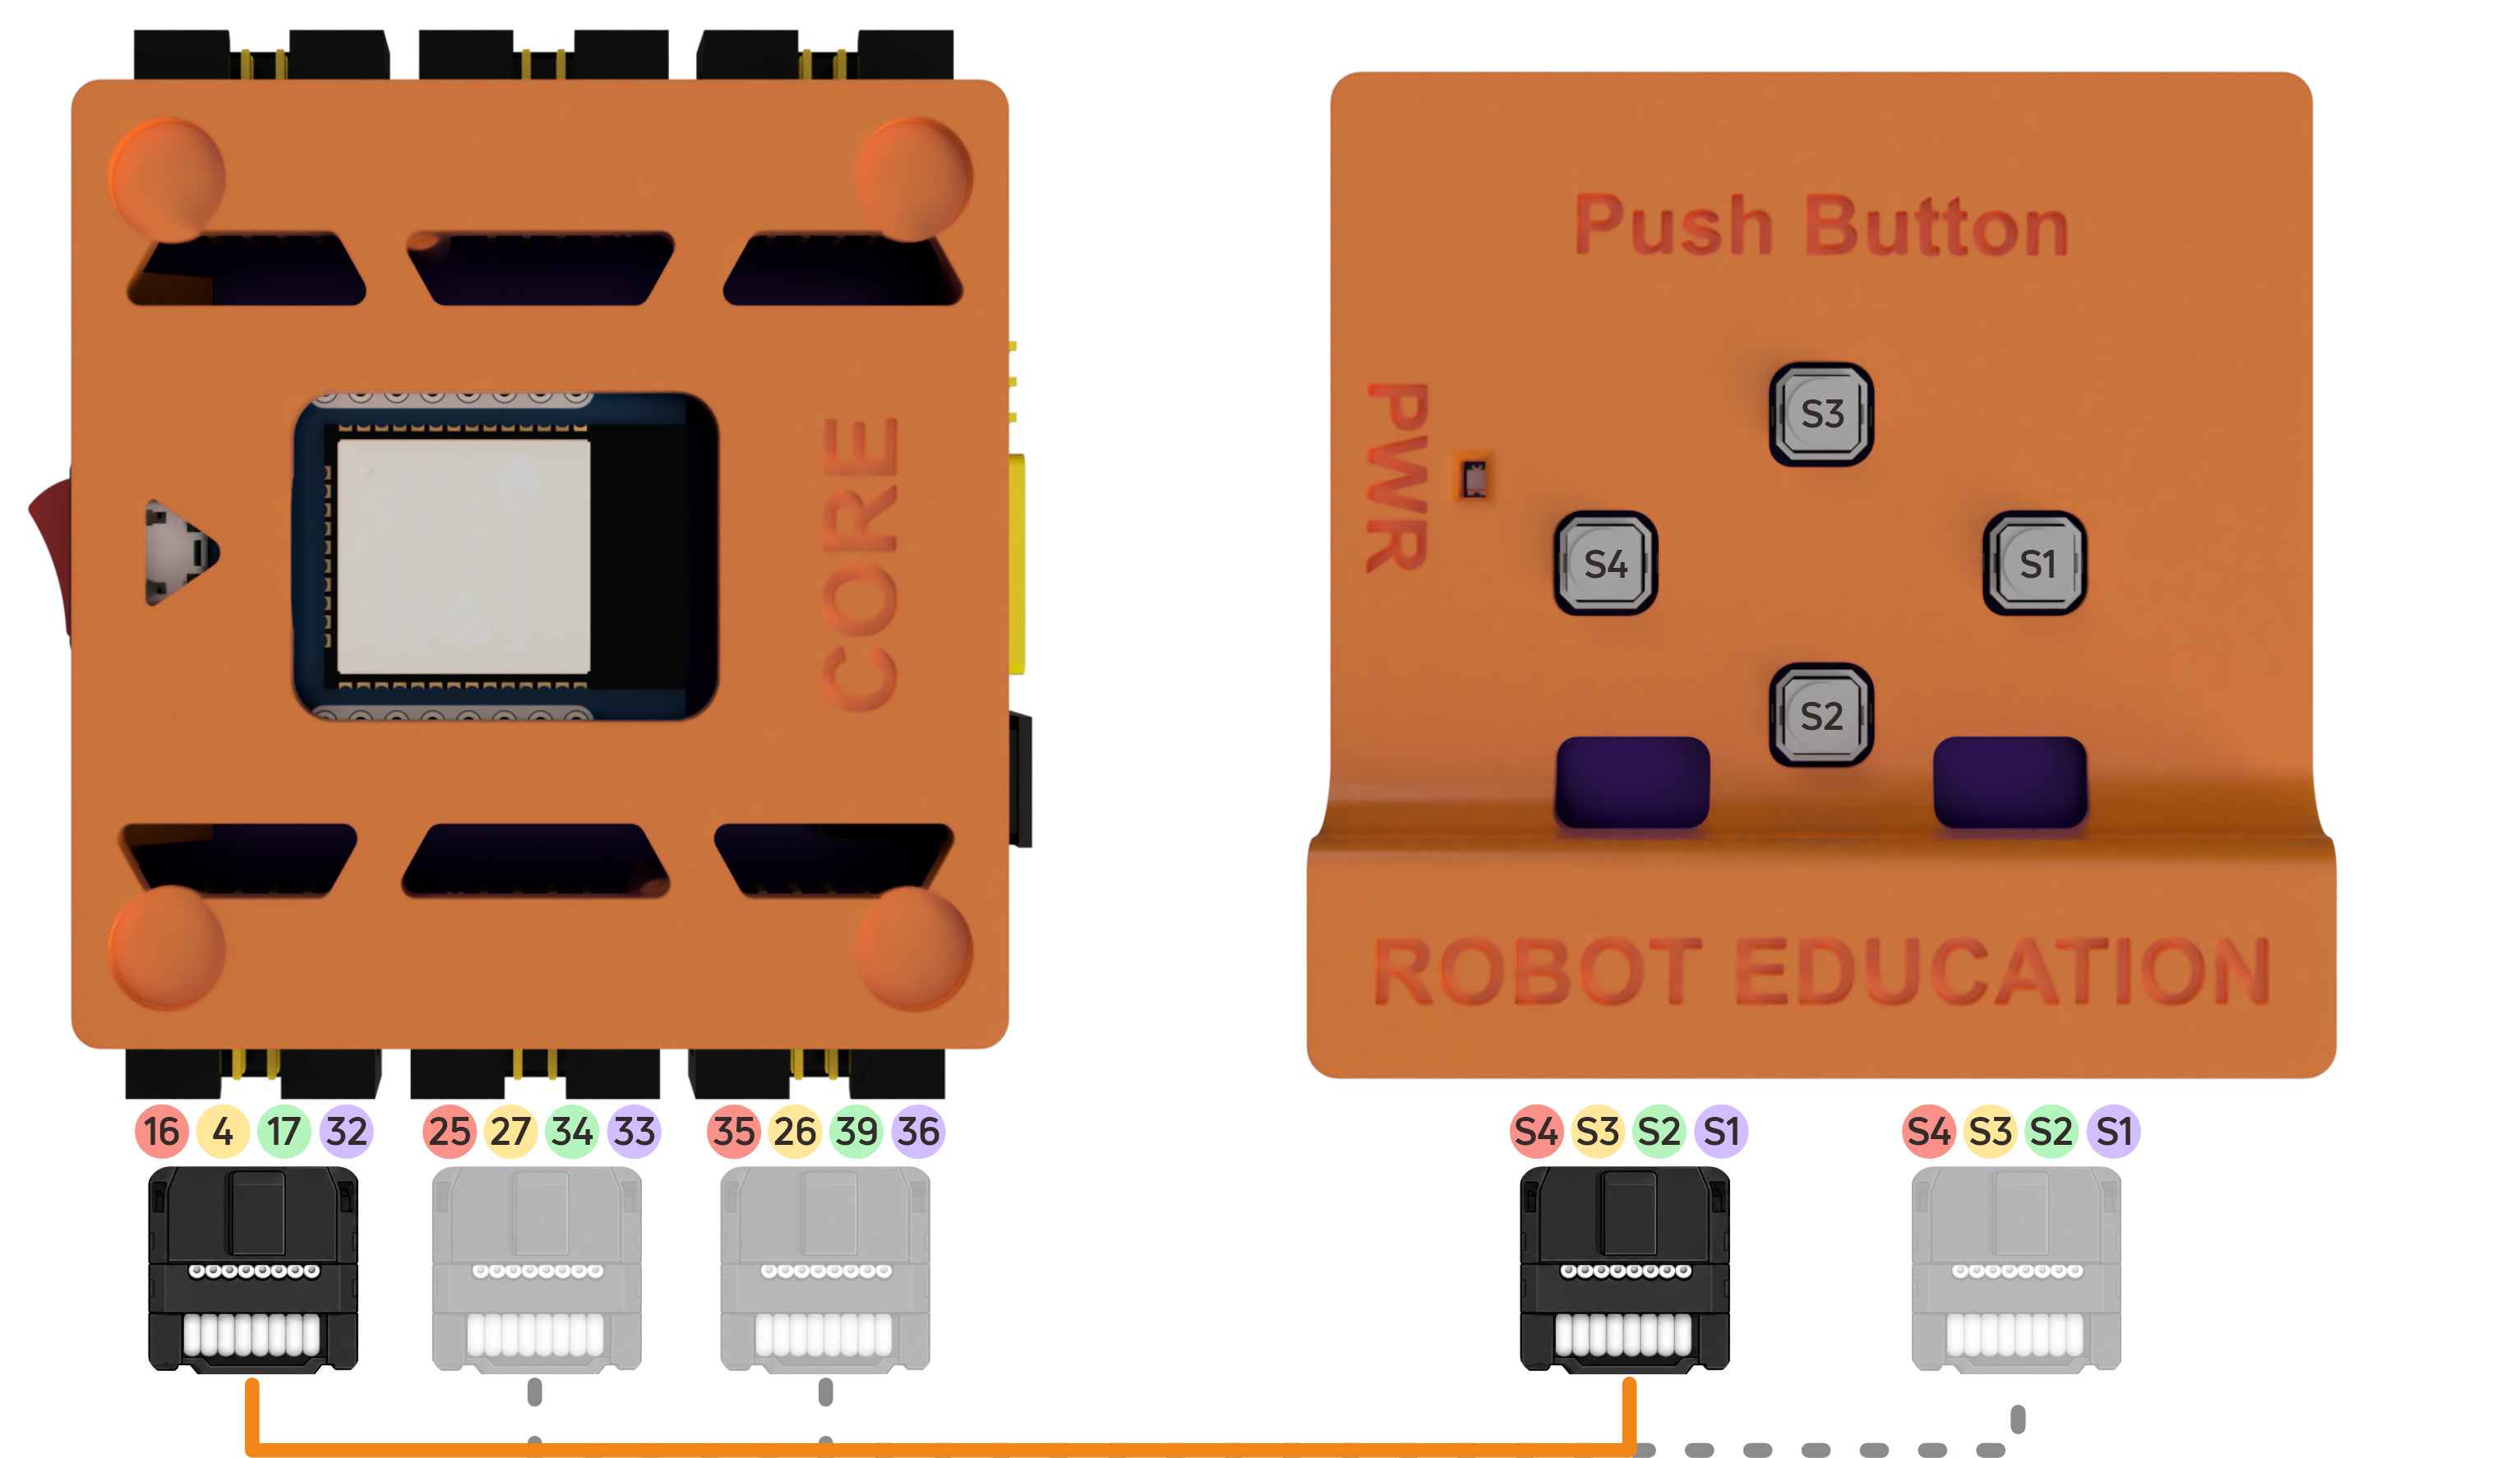 CORE
16 4 17 32
25 27 34 33
35 26 39 36
Push Button
PWR
S3
S4
S1
S2
ROBOT EDUCATION
S4 S3 S2 S1
S4 S3 S2 S1